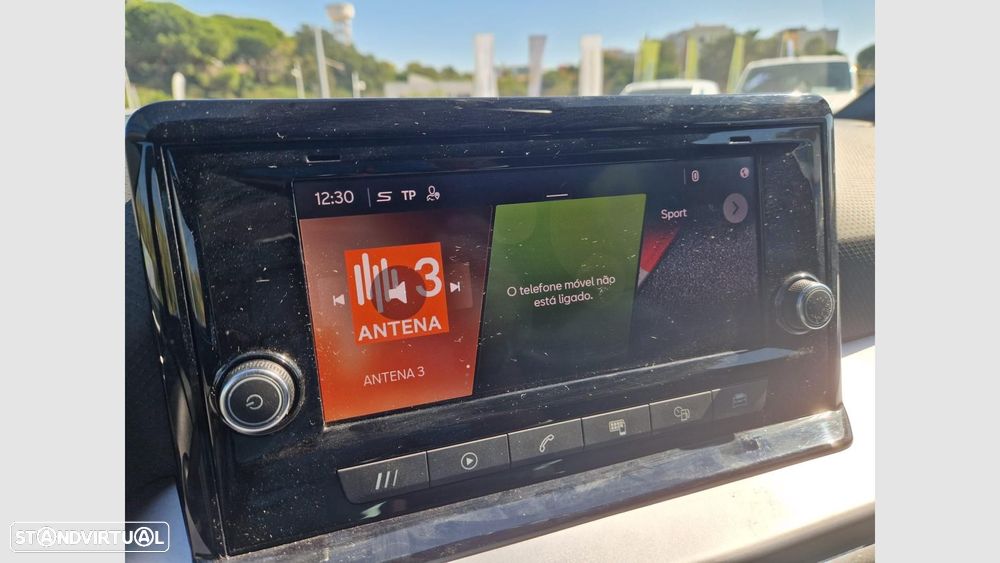 12:30 TP
Sport
3
ANTENA
ANTENA 3
O telefone móvel não
está ligado.
STANDVIRTUAL